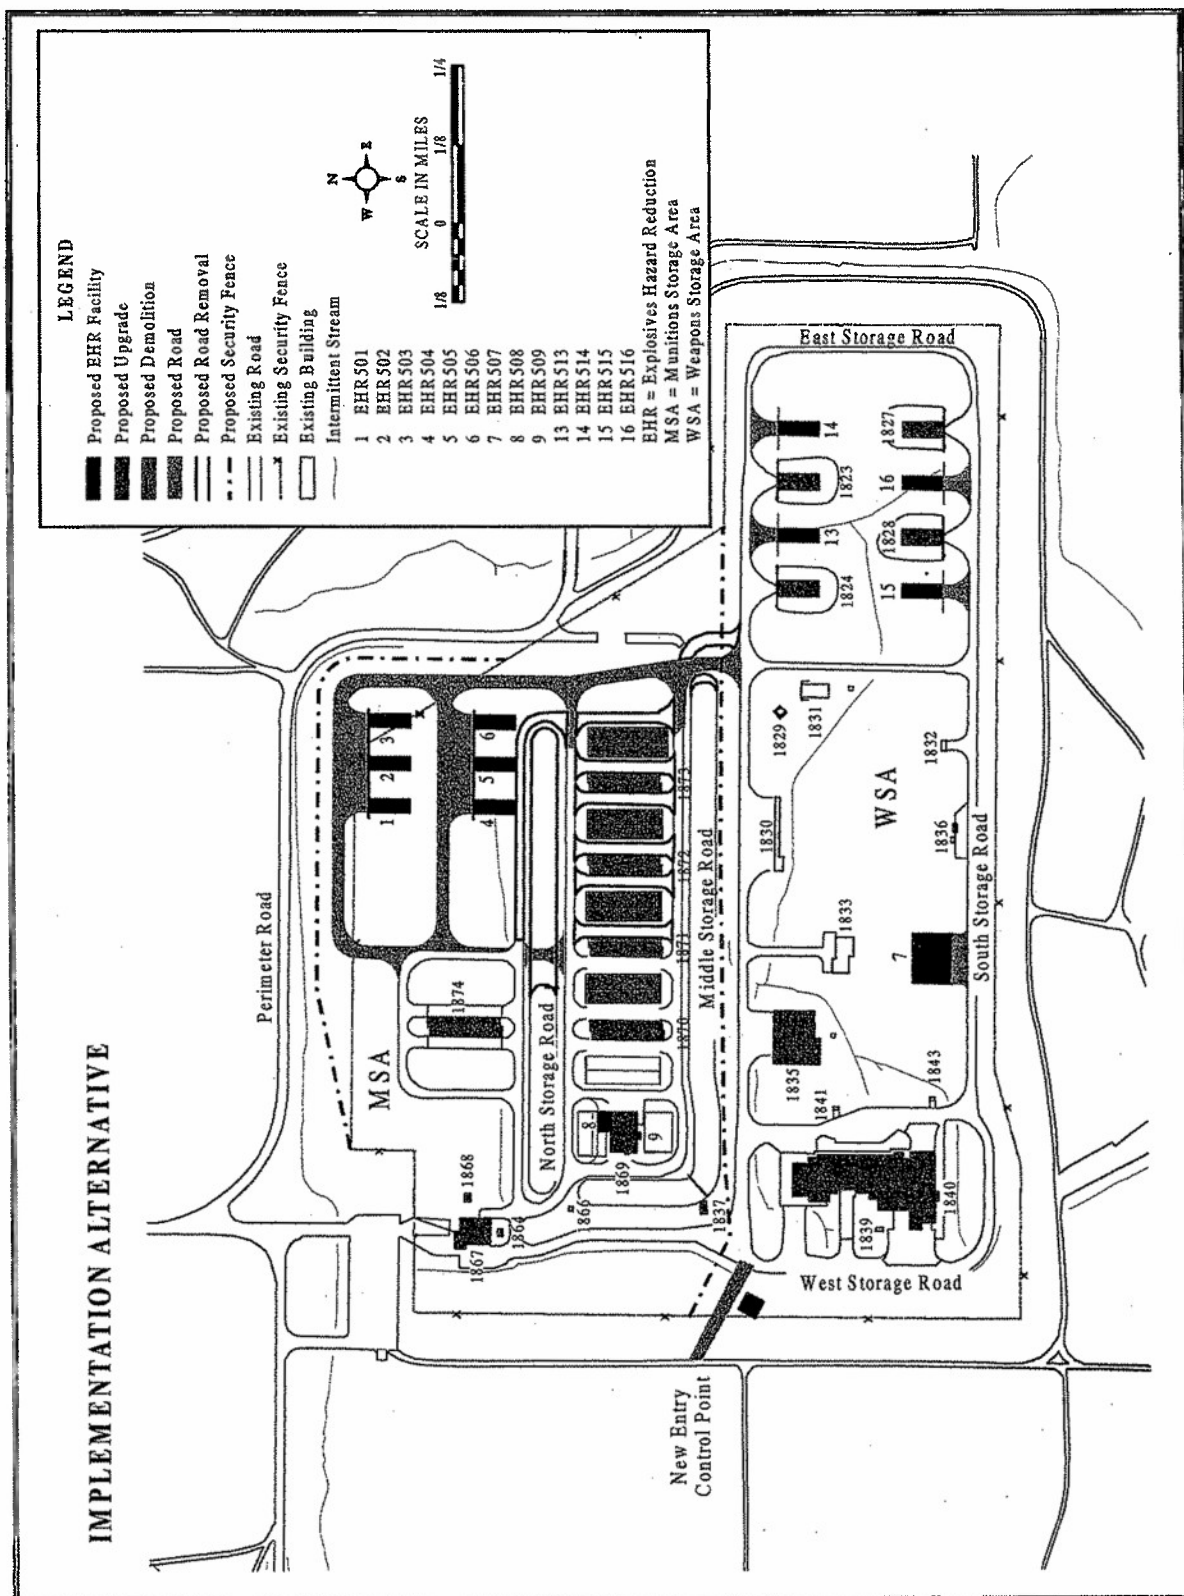 IMPLEMENTATION ALTERNATIVE
LEGEND
Proposed EHR Facility
Proposed Upgrade
Proposed Demolition
Proposed Road
Proposed Road Removal
Proposed Security Fence
Existing Road
Existing Security Fence
Existing Building
Intermittent Stream
1 EHR501
2 EHR502
3 EHR503
4 EHR504
5 EHR505
6 EHR506
7 EHR507
8 EHR508
9 EHR509
13 EHR513
14 EHR514
15 EHR515
16 EHR516
EHR = Explosives Hazard Reduction
MSA = Munitions Storage Area
WSA = Weapons Storage Area
N
W E
S
SCALE IN MILES
1/8 0 1/8 1/4
Perimeter Road
MSA
1874
1
2
3
4
5
6
1868
1867
1864
1866
North Storage Road
8
1869
9
1870
1871
1872
1873
1837
Middle Storage Road
New Entry
Control Point
West Storage Road
1839
1840
1841
1843
1835
1833
1830
1829
1831
WSA
7
1836
1832
South Storage Road
1824
13
1823
14
15
1828
16
1827
East Storage Road